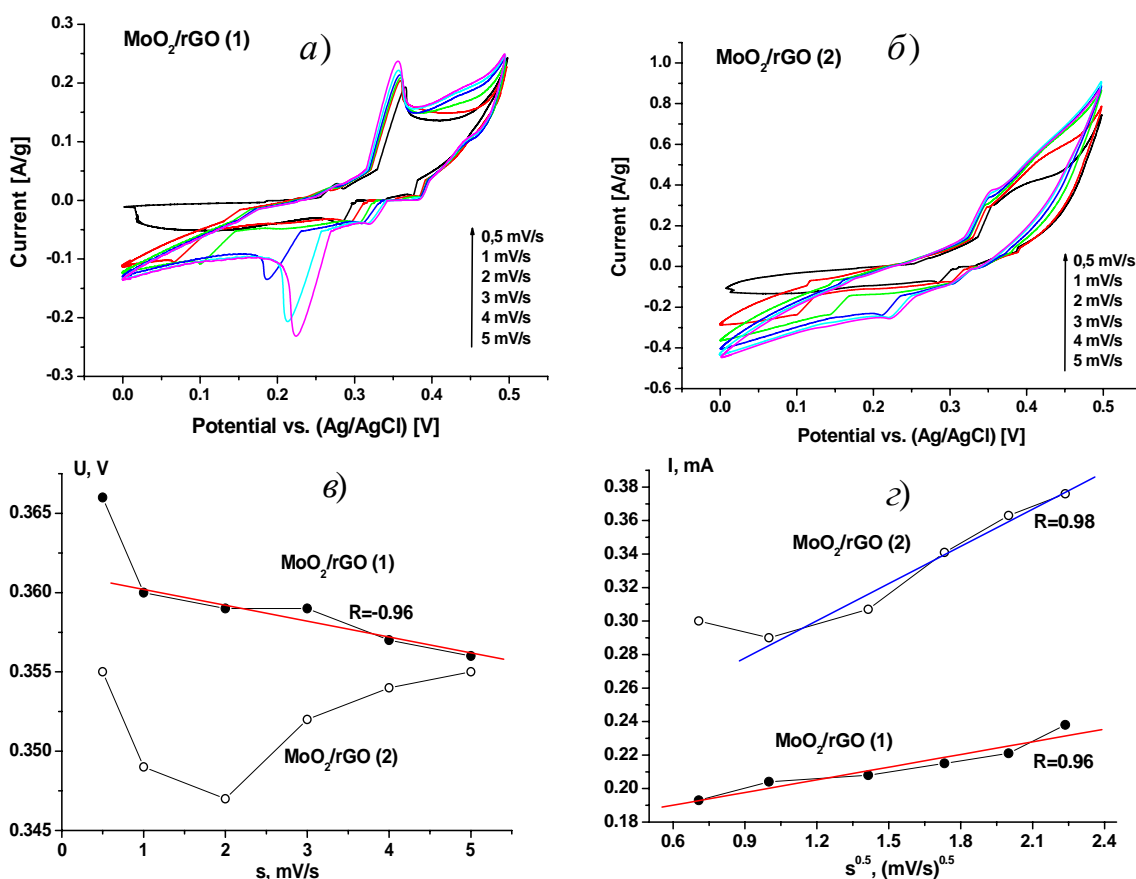 MoO2/rGO (1)
а)
Current [A/g]
0.3
0.2
0.1
0.0
-0.1
-0.2
-0.3
0,5 mV/s
1 mV/s
2 mV/s
3 mV/s
4 mV/s
5 mV/s
0.0 0.1 0.2 0.3 0.4 0.5
Potential vs. (Ag/AgCl) [V]
MoO2/rGO (2)
б)
Current [A/g]
1.0
0.8
0.6
0.4
0.2
0.0
-0.2
-0.4
-0.6
0,5 mV/s
1 mV/s
2 mV/s
3 mV/s
4 mV/s
5 mV/s
0.0 0.1 0.2 0.3 0.4 0.5
Potential vs. (Ag/AgCl) [V]
U, V
в)
0.365
0.360
0.355
0.350
0.345
MoO2/rGO (1)
R=-0.96
MoO2/rGO (2)
0 1 2 3 4 5
s, mV/s
I, mA
г)
0.38
0.36
0.34
0.32
0.30
0.28
0.26
0.24
0.22
0.20
0.18
R=0.98
MoO2/rGO (2)
MoO2/rGO (1)
R=0.96
0.6 0.9 1.2 1.5 1.8 2.1 2.4
s0.5, (mV/s)0.5